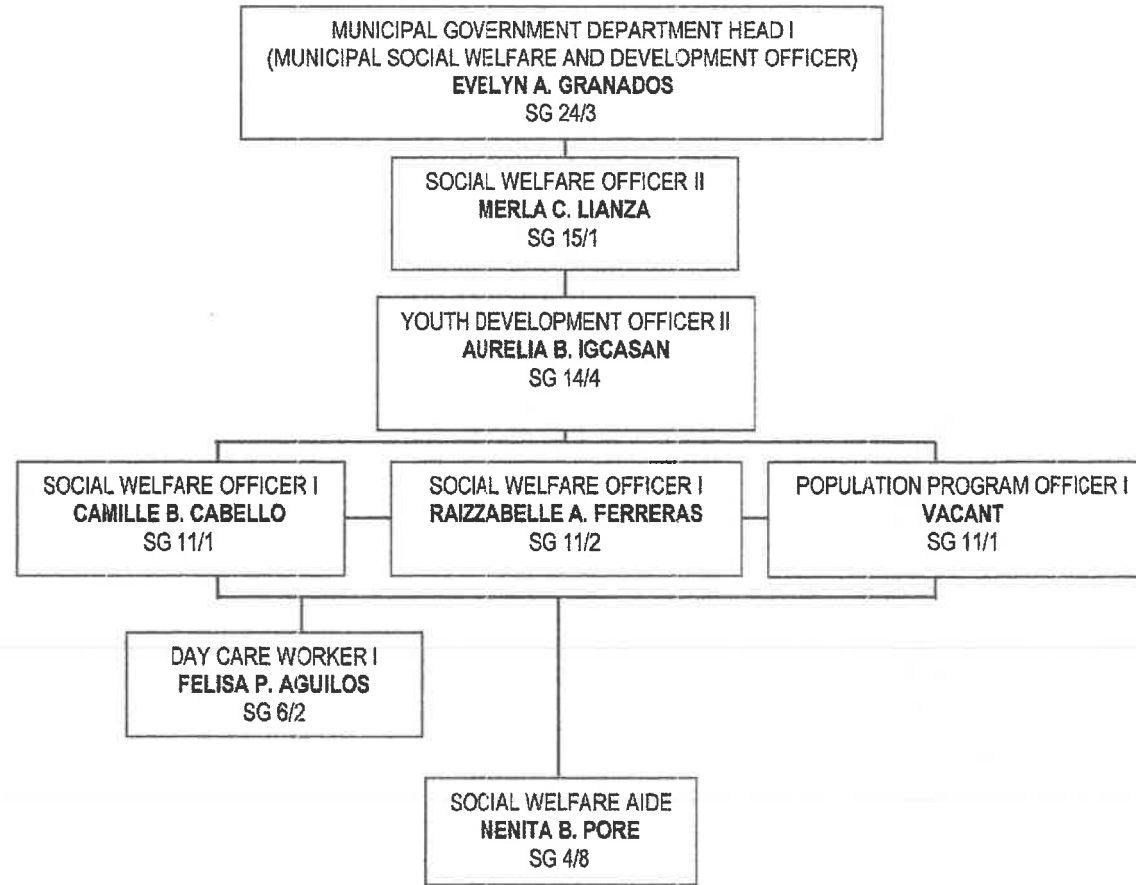 MUNICIPAL GOVERNMENT DEPARTMENT HEAD I
(MUNICIPAL SOCIAL WELFARE AND DEVELOPMENT OFFICER)
EVELYN A. GRANADOS
SG 24/3
SOCIAL WELFARE OFFICER II
MERLA C. LIANZA
SG 15/1
YOUTH DEVELOPMENT OFFICER II
AURELIA B. IGCASAN
SG 14/4
SOCIAL WELFARE OFFICER I
CAMILLE B. CABELLO
SG 11/1
SOCIAL WELFARE OFFICER I
RAIZZABELLE A. FERRERAS
SG 11/2
POPULATION PROGRAM OFFICER I
VACANT
SG 11/1
DAY CARE WORKER I
FELISA P. AGUILOS
SG 6/2
SOCIAL WELFARE AIDE
NENITA B. PORE
SG 4/8